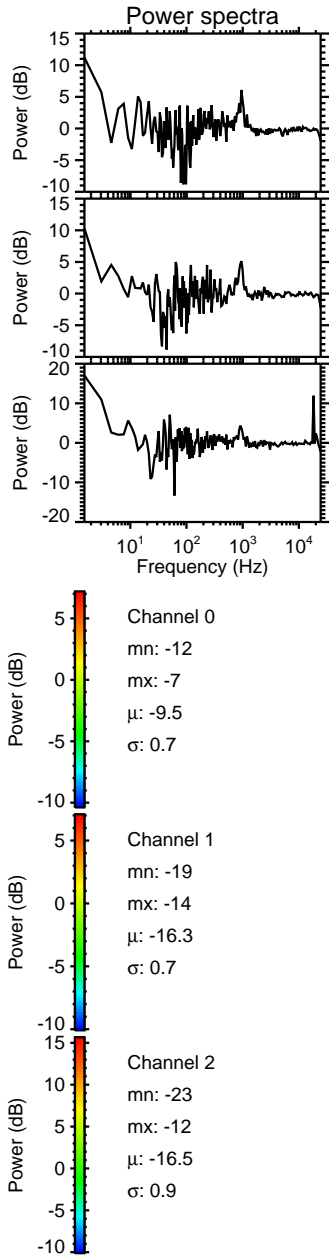 Power spectra
15
10
5
0
-5
-10
Power (dB)
15
10
5
0
-5
-10
Power (dB)
20
10
0
-10
-20
Power (dB)
10¹ 10² 10³ 10⁴
Frequency (Hz)
5
0
-5
-10
Power (dB)
Channel 0
mn: -12
mx: -7
μ: -9.5
σ: 0.7
5
0
-5
-10
Power (dB)
Channel 1
mn: -19
mx: -14
μ: -16.3
σ: 0.7
15
10
5
0
-5
-10
Power (dB)
Channel 2
mn: -23
mx: -12
μ: -16.5
σ: 0.9